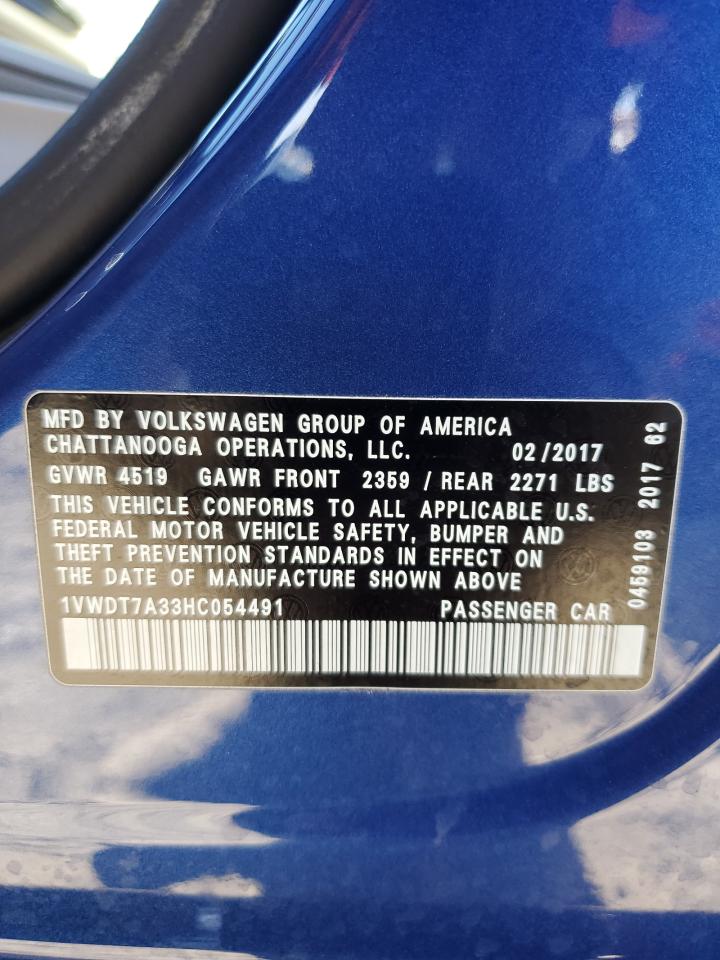 MFD BY VOLKSWAGEN GROUP OF AMERICA
CHATTANOOGA OPERATIONS, LLC. 02/2017
GVWR 4519 GAWR FRONT 2359 / REAR 2271 LBS
THIS VEHICLE CONFORMS TO ALL APPLICABLE U.S.
FEDERAL MOTOR VEHICLE SAFETY, BUMPER AND
THEFT PREVENTION STANDARDS IN EFFECT ON
THE DATE OF MANUFACTURE SHOWN ABOVE
1VWDT7A33HC054491 PASSENGER CAR
0459103 2017 62